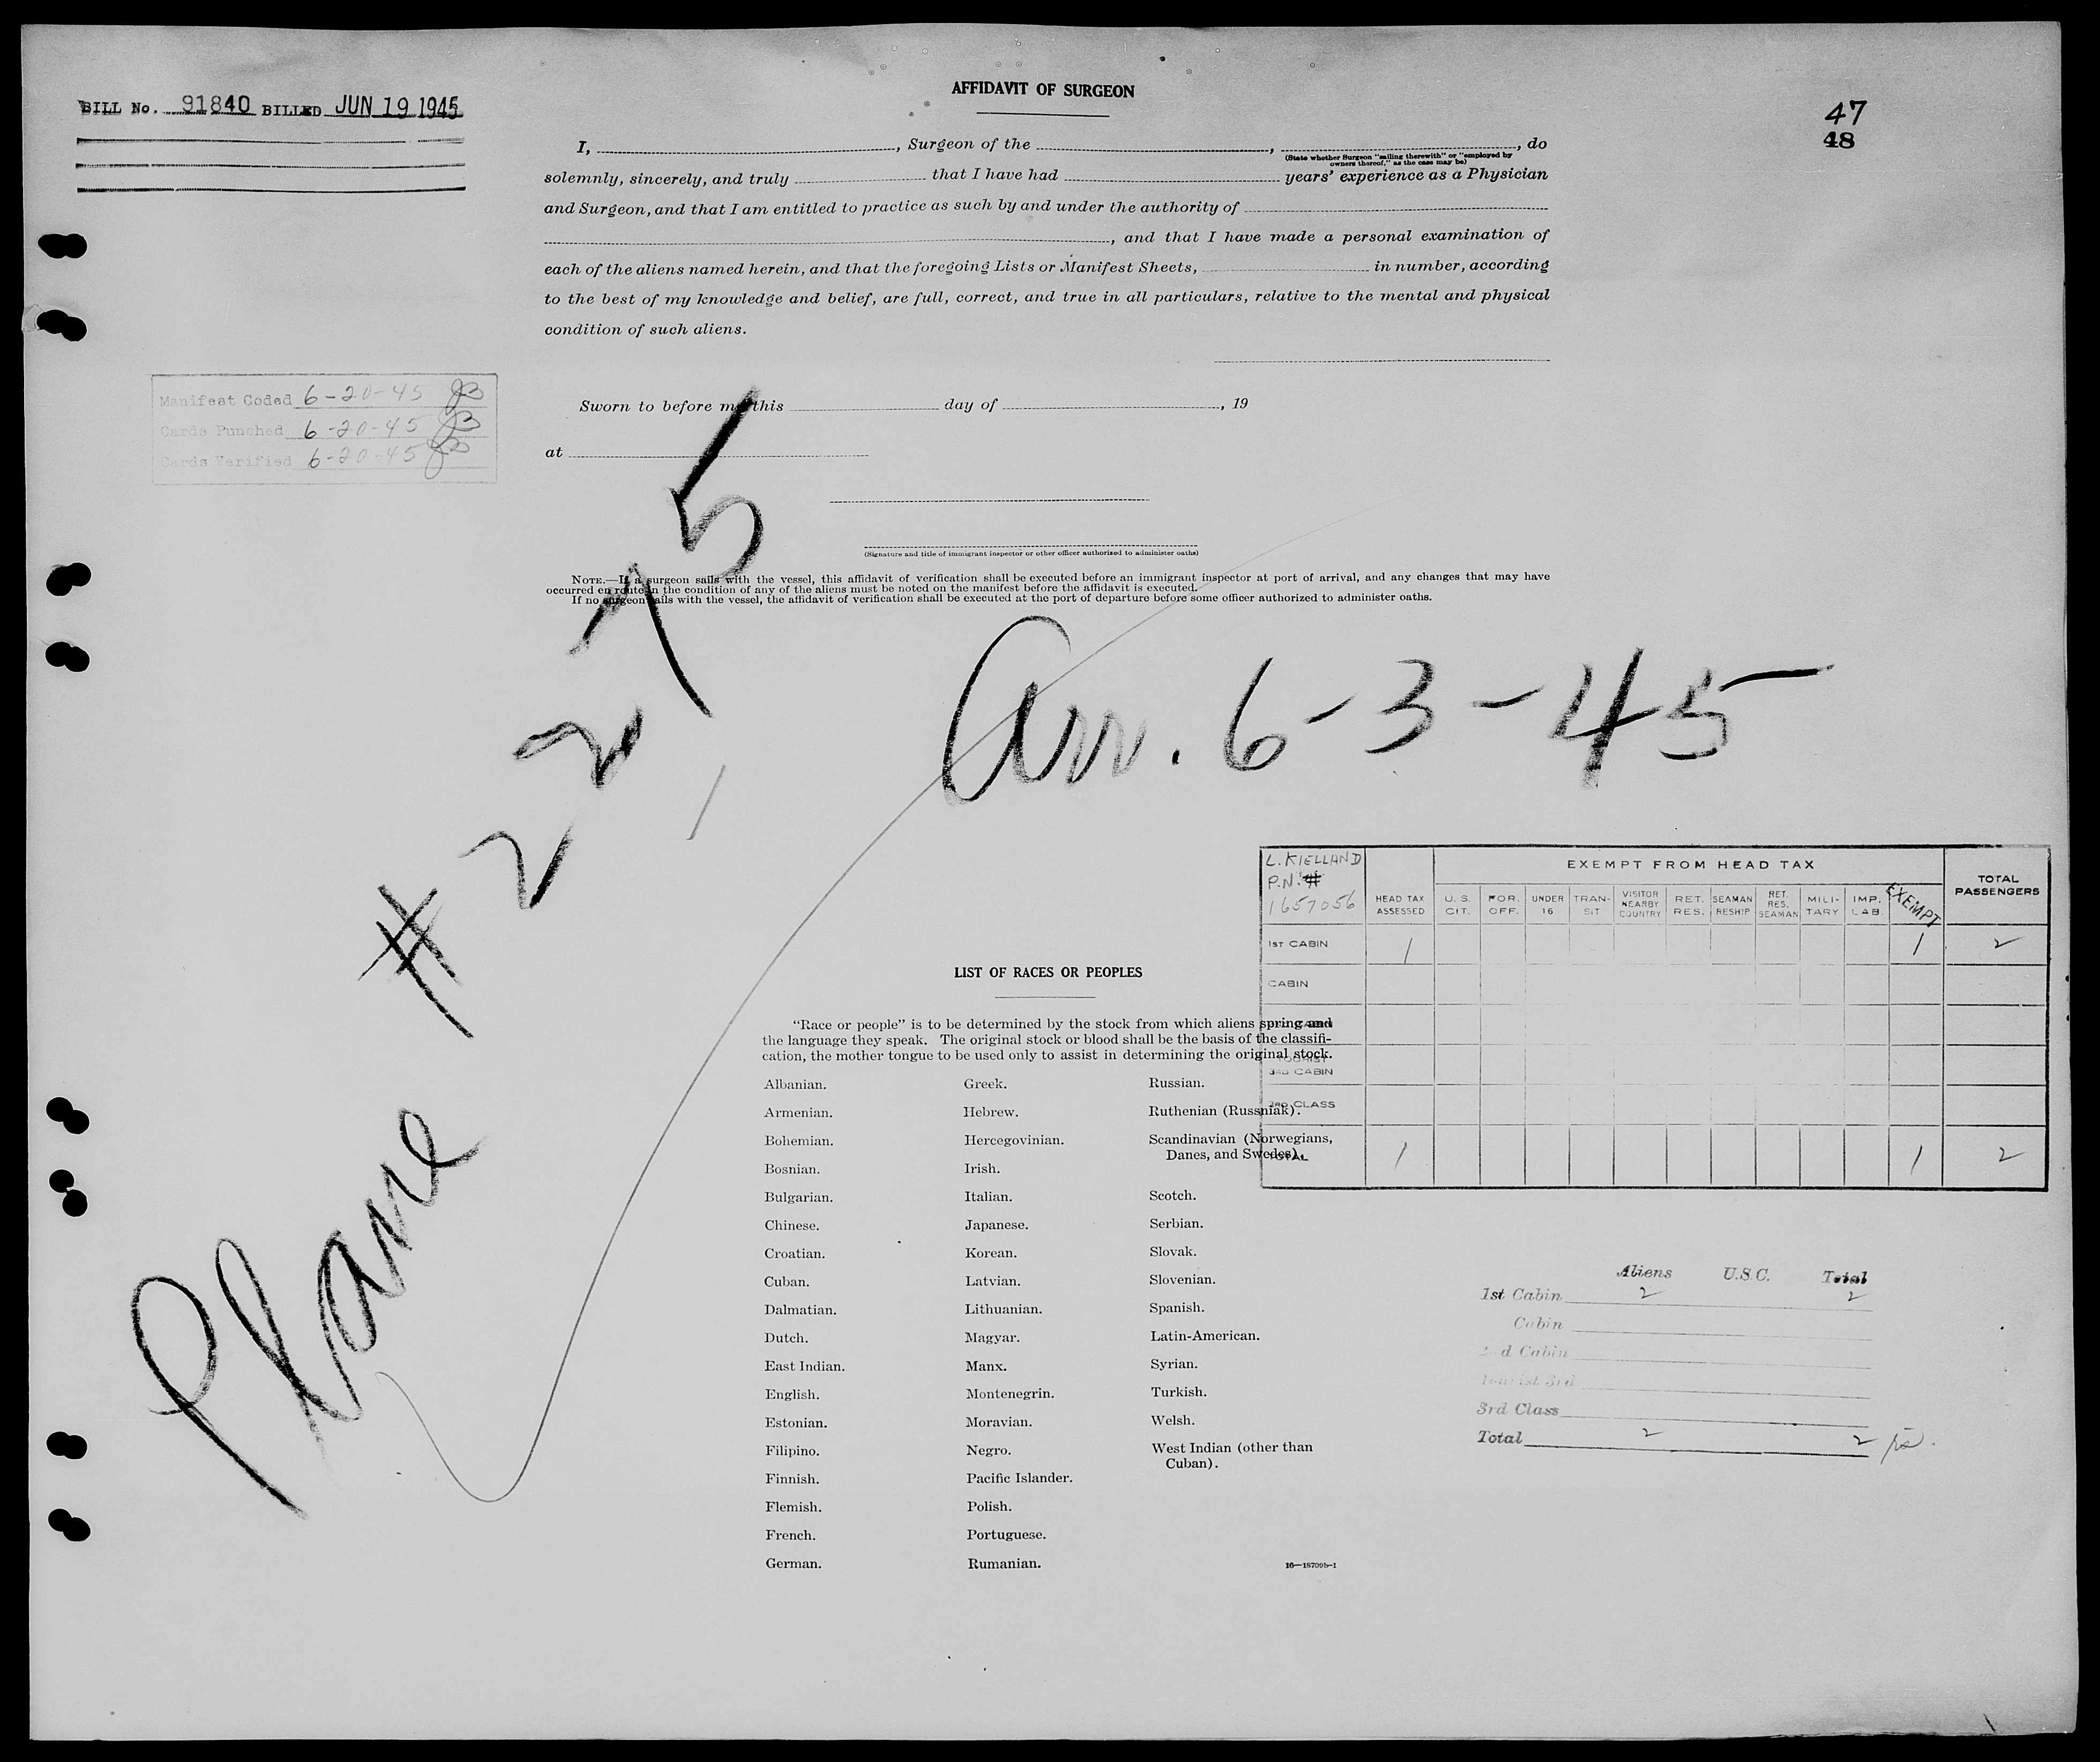 BILL No. 91840 BILLED JUN 19 1945
47
48
AFFIDAVIT OF SURGEON
I, , Surgeon of the , , do
(State whether Surgeon "sailing therewith" or "employed by
owners thereof," as the case may be)
solemnly, sincerely, and truly that I have had years' experience as a Physician
and Surgeon, and that I am entitled to practice as such by and under the authority of
, and that I have made a personal examination of
each of the aliens named herein, and that the foregoing Lists or Manifest Sheets, in number, according
to the best of my knowledge and belief, are full, correct, and true in all particulars, relative to the mental and physical
condition of such aliens.
Manifest Coded 6-20-45
Cards Punched 6-20-45
Cards Verified 6-20-45
Sworn to before me this day of , 19
at
(Signature and title of immigrant inspector or other officer authorized to administer oaths)
NOTE.—If a surgeon sails with the vessel, this affidavit of verification shall be executed before an immigrant inspector at port of arrival, and any changes that may have
occurred en route in the condition of any of the aliens must be noted on the manifest before the affidavit is executed.
If no surgeon sails with the vessel, the affidavit of verification shall be executed at the port of departure before some officer authorized to administer oaths.
Plane #
Arr. 6-3-45
L. KIELLAND
P.N. #
1657056
HEAD TAX
ASSESSED
EXEMPT FROM HEAD TAX
TOTAL
PASSENGERS
U. S. CIT. FOR. OFF. UNDER 16 TRANSIT VISITOR NEARBY COUNTRY RET. RES. SEAMAN RESHIP RET. RES. SEAMAN MILITARY IMP. LAB. EXEMPT
1ST CABIN 1 1 2
CABIN
3RD CABIN
3RD CLASS
TOTAL 1 1 2
LIST OF RACES OR PEOPLES
"Race or people" is to be determined by the stock from which aliens spring and
the language they speak. The original stock or blood shall be the basis of the classifi-
cation, the mother tongue to be used only to assist in determining the original stock.
Albanian.
Armenian.
Bohemian.
Bosnian.
Bulgarian.
Chinese.
Croatian.
Cuban.
Dalmatian.
Dutch.
East Indian.
English.
Estonian.
Filipino.
Finnish.
Flemish.
French.
German.
Greek.
Hebrew.
Hercegovinian.
Irish.
Italian.
Japanese.
Korean.
Latvian.
Lithuanian.
Magyar.
Manx.
Montenegrin.
Moravian.
Negro.
Pacific Islander.
Polish.
Portuguese.
Rumanian.
Russian.
Ruthenian (Russniak).
Scandinavian (Norwegians,
Danes, and Swedes).
Scotch.
Serbian.
Slovak.
Slovenian.
Spanish.
Latin-American.
Syrian.
Turkish.
Welsh.
West Indian (other than
Cuban).
16—18709b-1
Aliens U.S.C. Total
1st Cabin 2 2
Cabin
2nd Cabin
Tourist 3rd
3rd Class
Total 2 2